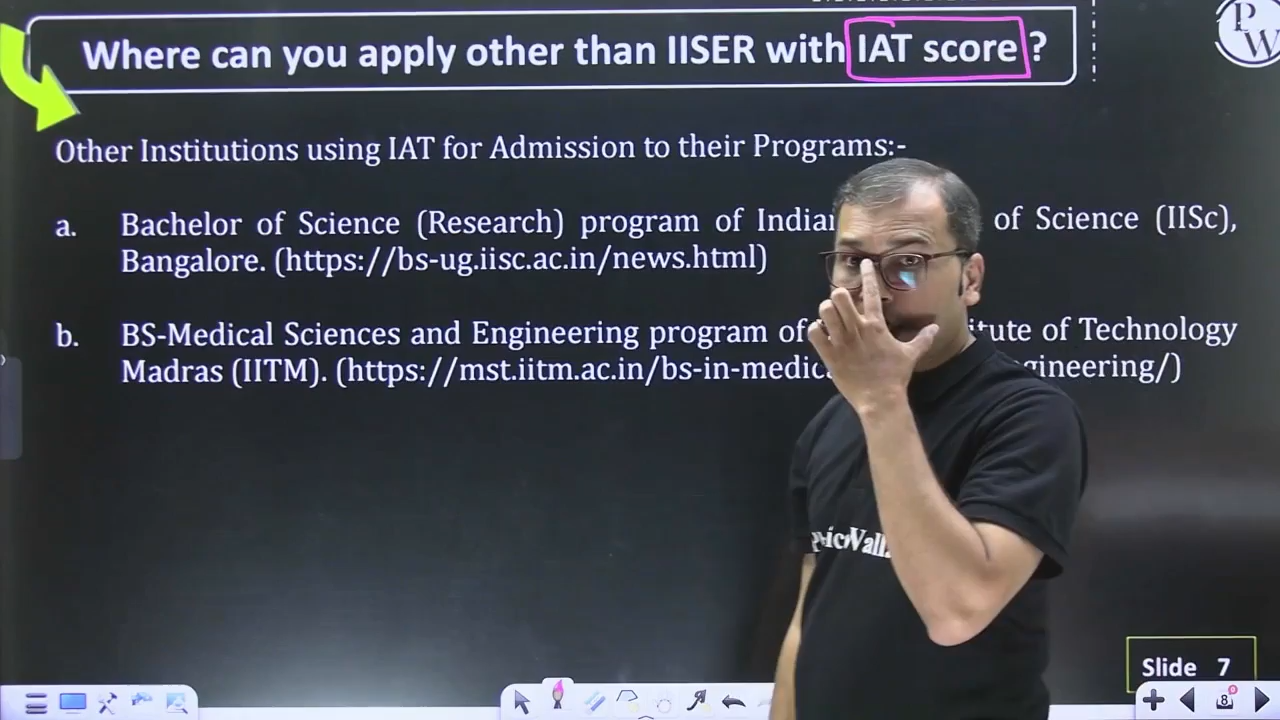 Where can you apply other than IISER with IAT score ?
P
W
Other Institutions using IAT for Admission to their Programs:-
a. Bachelor of Science (Research) program of Indian of Science (IISc),
Bangalore. (https://bs-ug.iisc.ac.in/news.html)
b. BS-Medical Sciences and Engineering program of Technology
Madras (IITM). (https://mst.iitm.ac.in/bs-in-medic gineering/)
Slide 7
8